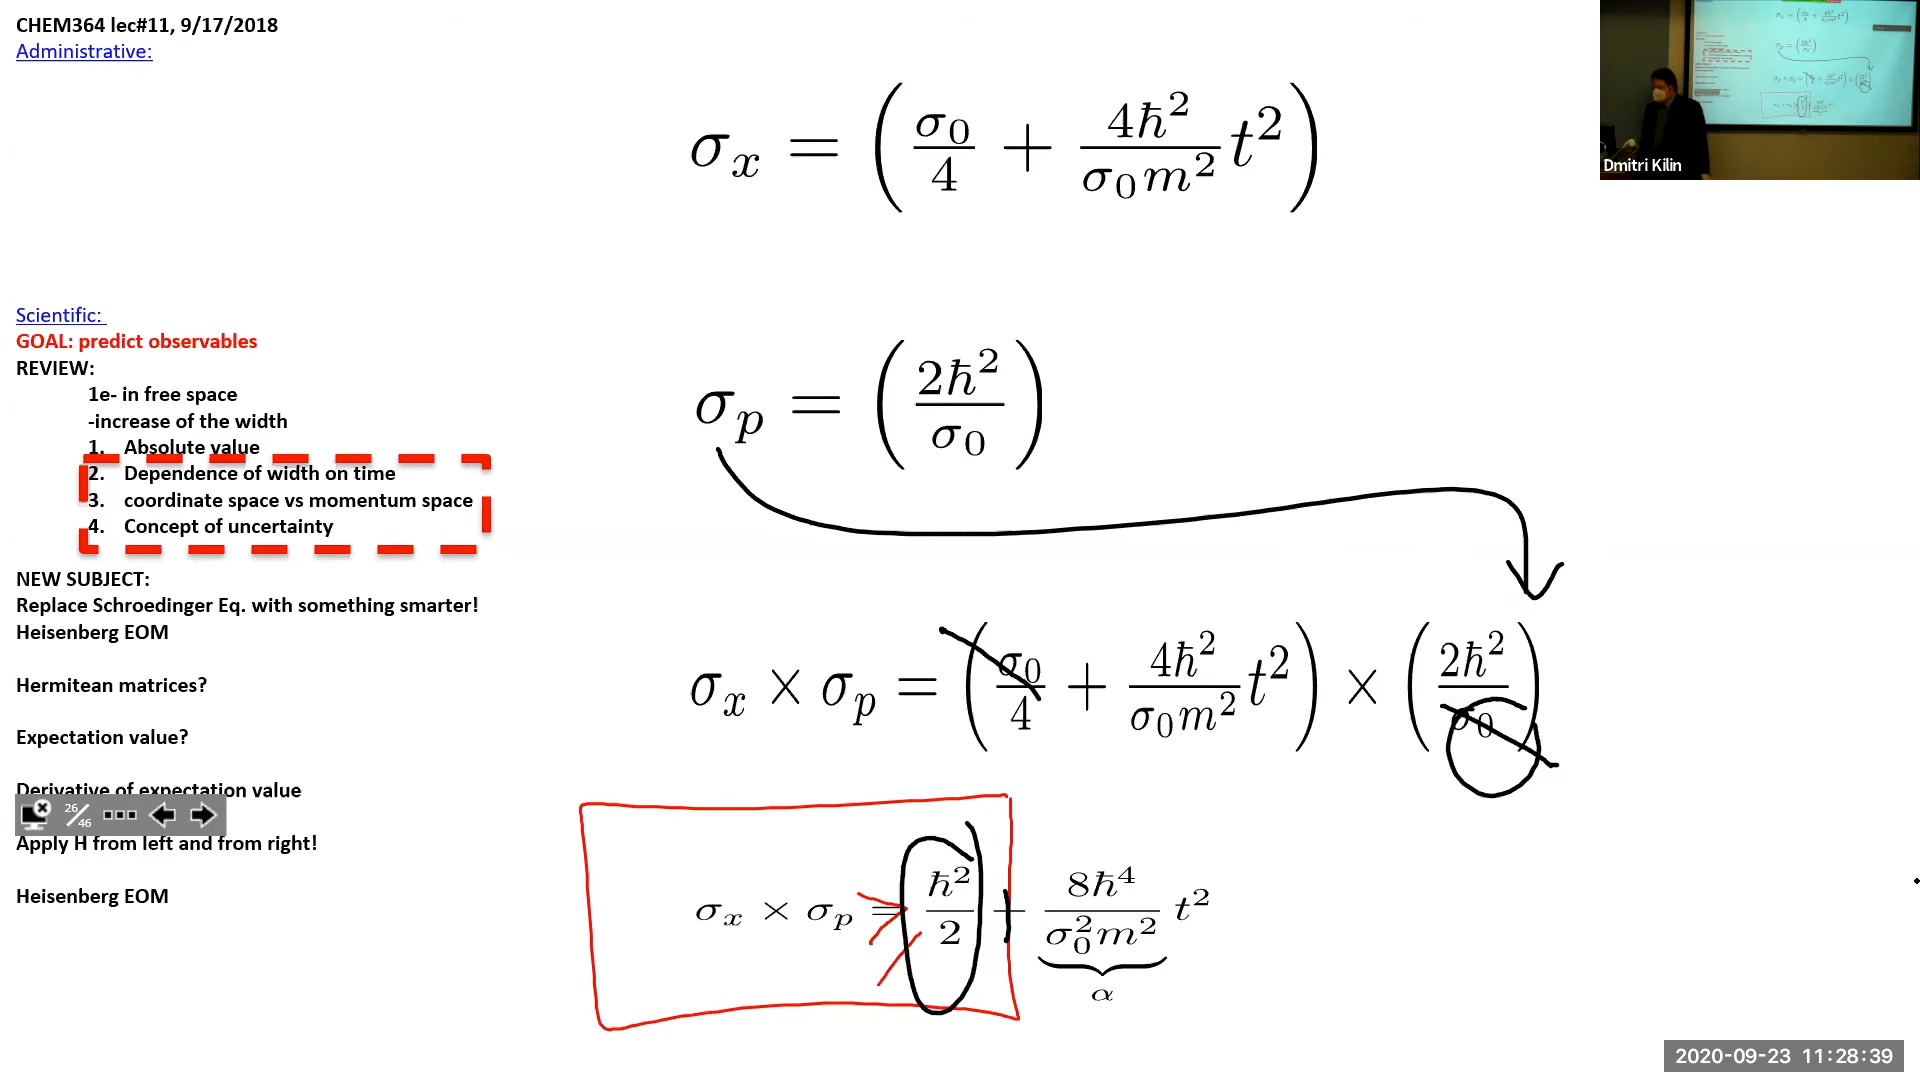 CHEM364 lec#11, 9/17/2018
Administrative:
σₓ = (σ₀/4 + 4ħ²/(σ₀m²) t²)
Dmitri Kilin
Scientific:
GOAL: predict observables
REVIEW:
1e- in free space
-increase of the width
1. Absolute value
2. Dependence of width on time
3. coordinate space vs momentum space
4. Concept of uncertainty
σₚ = (2ħ²/σ₀)
NEW SUBJECT:
Replace Schroedinger Eq. with something smarter!
Heisenberg EOM
σₓ × σₚ = (σ₀/4 + 4ħ²/(σ₀m²) t²) × (2ħ²/σ₀)
Hermitean matrices?
Expectation value?
Derivative of expectation value
26/46
Apply H from left and from right!
Heisenberg EOM
σₓ × σₚ = ħ²/2 + 8ħ⁴/(σ₀²m²) t²
α
2020-09-23 11:28:39